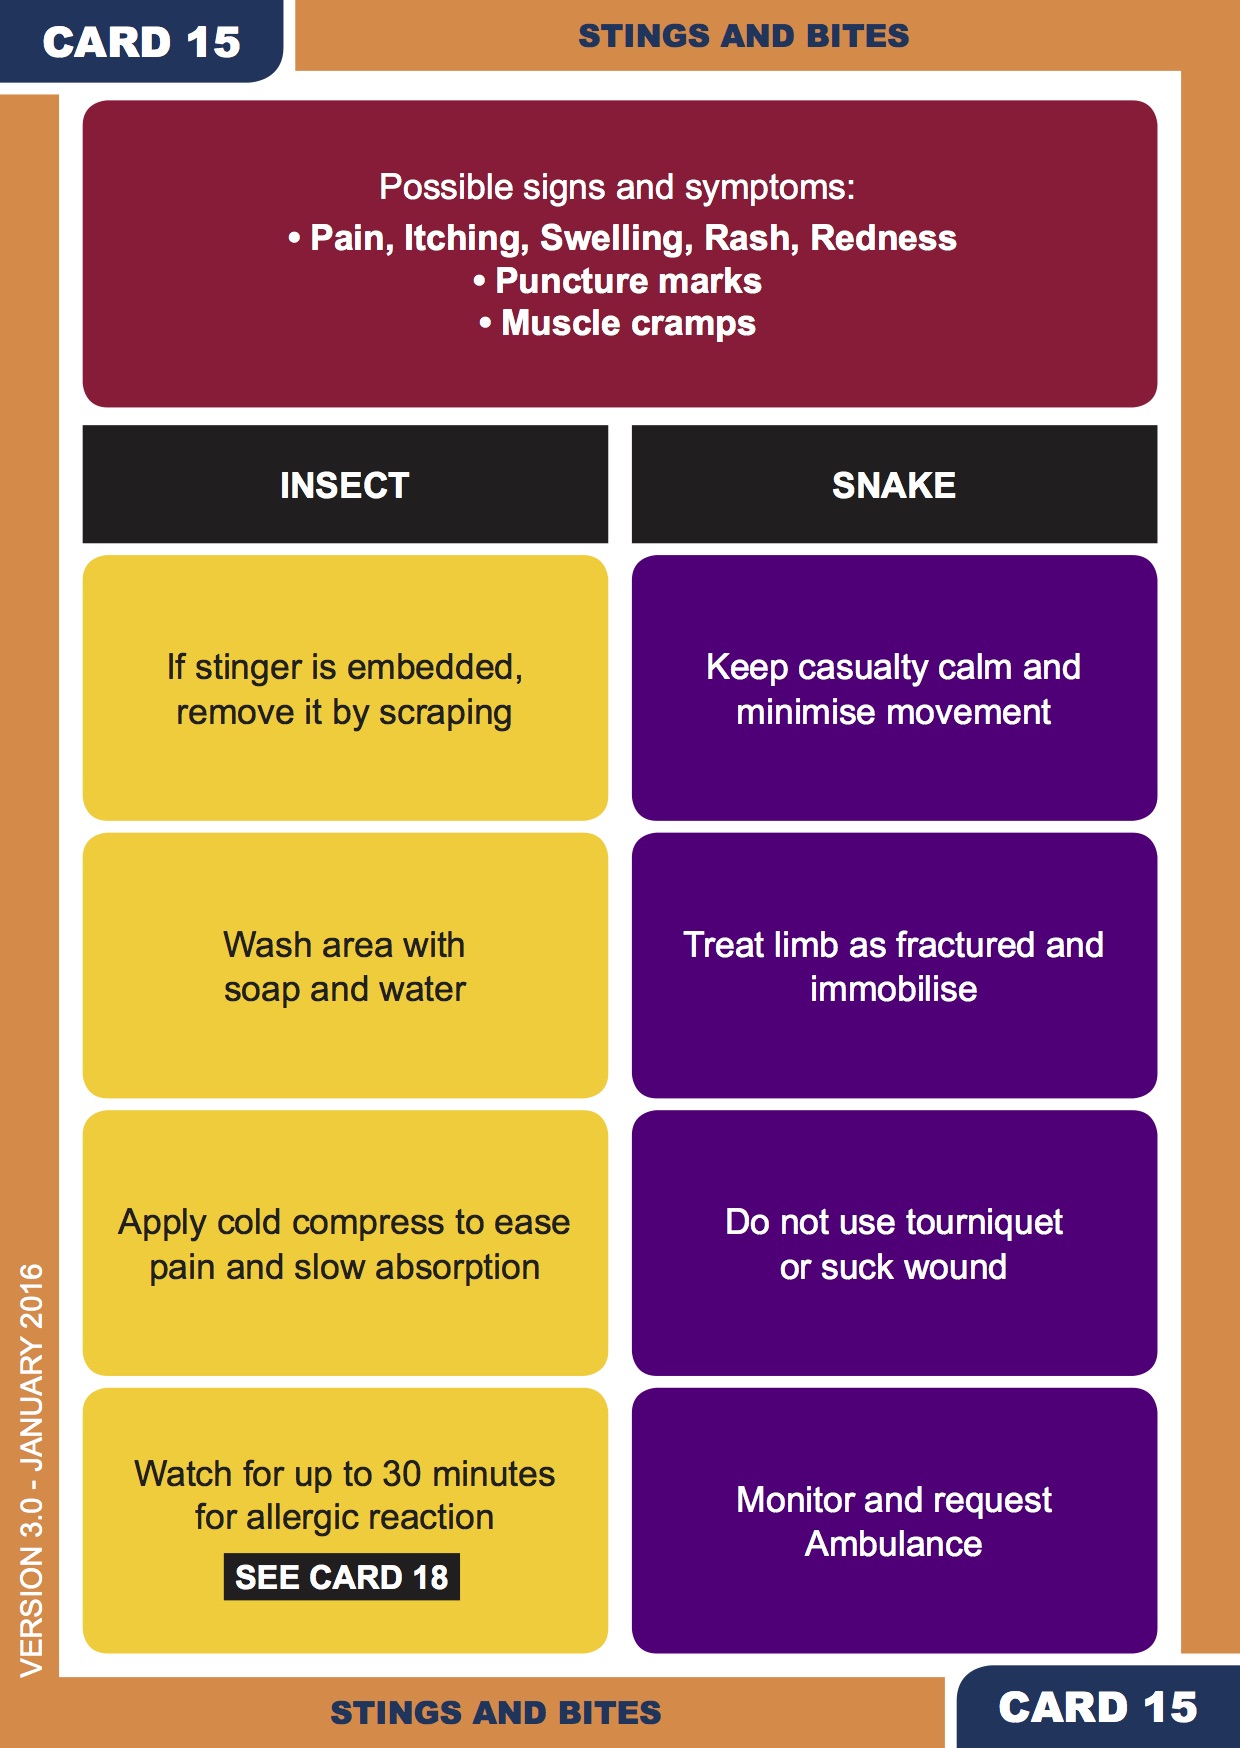 CARD 15
STINGS AND BITES
Possible signs and symptoms:
• Pain, Itching, Swelling, Rash, Redness
• Puncture marks
• Muscle cramps
INSECT
If stinger is embedded,
remove it by scraping
Wash area with
soap and water
Apply cold compress to ease
pain and slow absorption
Watch for up to 30 minutes
for allergic reaction
SEE CARD 18
SNAKE
Keep casualty calm and
minimise movement
Treat limb as fractured and
immobilise
Do not use tourniquet
or suck wound
Monitor and request
Ambulance
VERSION 3.0 - JANUARY 2016
STINGS AND BITES
CARD 15